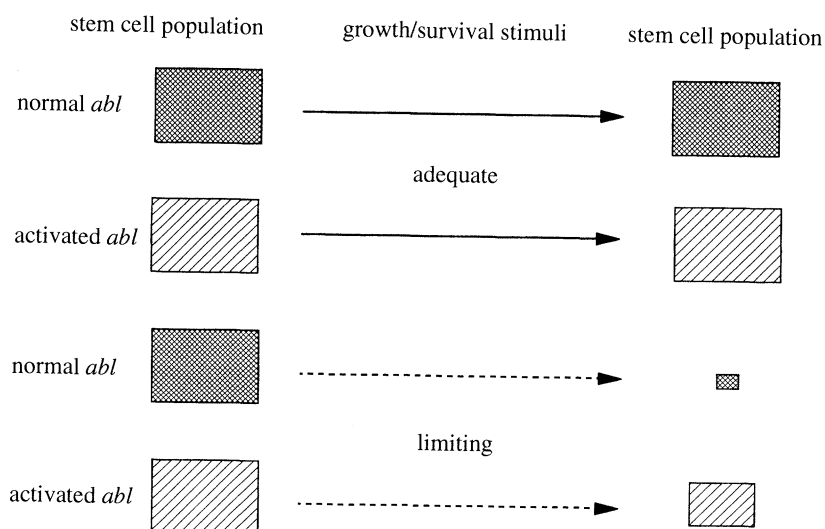 stem cell population growth/survival stimuli stem cell population
normal abl
adequate
activated abl
normal abl
limiting
activated abl